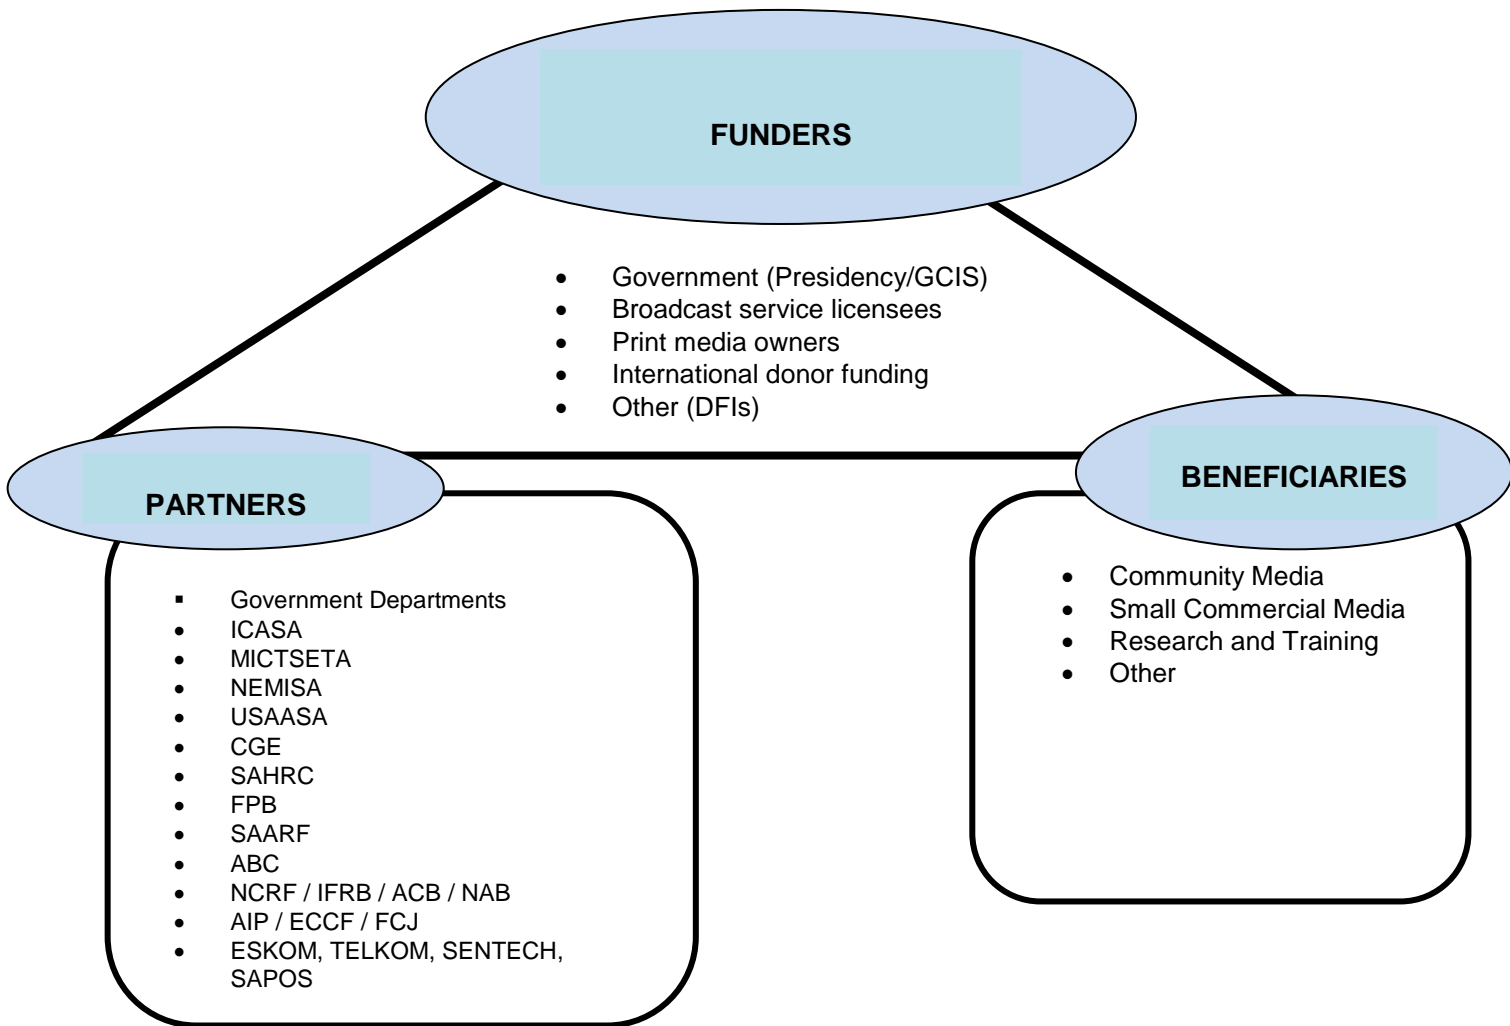 FUNDERS
• Government (Presidency/GCIS)
• Broadcast service licensees
• Print media owners
• International donor funding
• Other (DFIs)
PARTNERS
▪ Government Departments
• ICASA
• MICTSETA
• NEMISA
• USAASA
• CGE
• SAHRC
• FPB
• SAARF
• ABC
• NCRF / IFRB / ACB / NAB
• AIP / ECCF / FCJ
• ESKOM, TELKOM, SENTECH,
SAPOS
BENEFICIARIES
• Community Media
• Small Commercial Media
• Research and Training
• Other